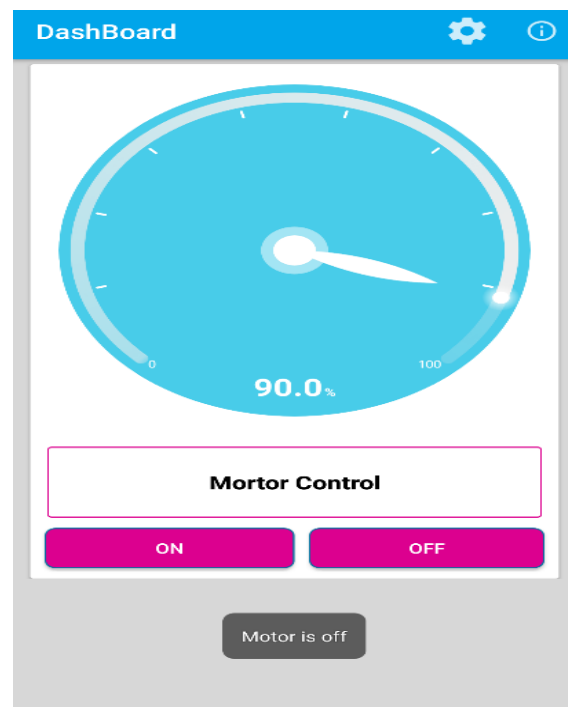 DashBoard
0
100
90.0%
Mortor Control
ON
OFF
Motor is off